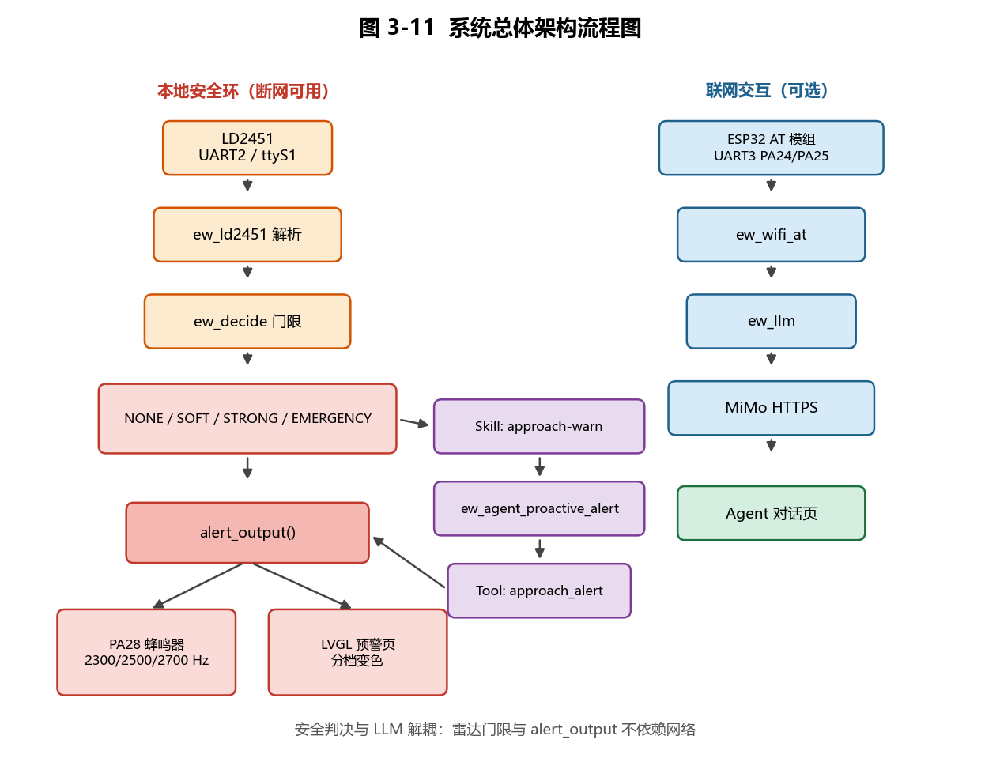 图 3-11 系统总体架构流程图
本地安全环（断网可用）
LD2451
UART2 / ttyS1
ew_ld2451 解析
ew_decide 门限
NONE / SOFT / STRONG / EMERGENCY
alert_output()
PA28 蜂鸣器
2300/2500/2700 Hz
LVGL 预警页
分档变色
Skill: approach-warn
ew_agent_proactive_alert
Tool: approach_alert
联网交互（可选）
ESP32 AT 模组
UART3 PA24/PA25
ew_wifi_at
ew_llm
MiMo HTTPS
Agent 对话页
安全判决与 LLM 解耦：雷达门限与 alert_output 不依赖网络